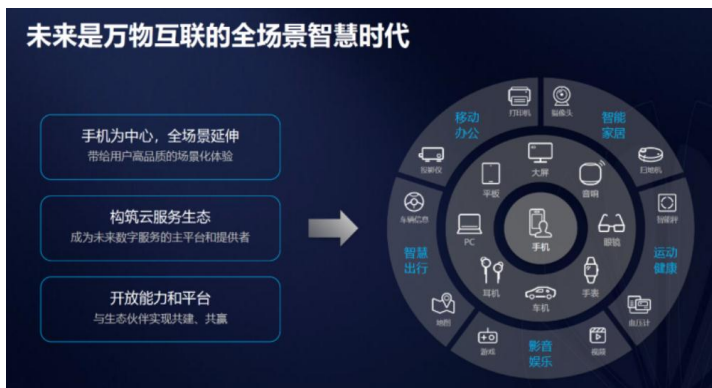 未来是万物互联的全场景智慧时代
手机为中心，全场景延伸
带给用户高品质的场景化体验
构筑云服务生态
成为未来数字服务的主平台和提供者
开放能力和平台
与生态伙伴实现共建、共赢
移动
办公
打印机
摄像头
智能
家居
投影仪
扫地机
大屏
平板
音响
车辆信息
智能秤
PC
手机
眼镜
智慧
出行
运动
健康
耳机
手表
车机
地图
血压计
游戏
影音
娱乐
视频